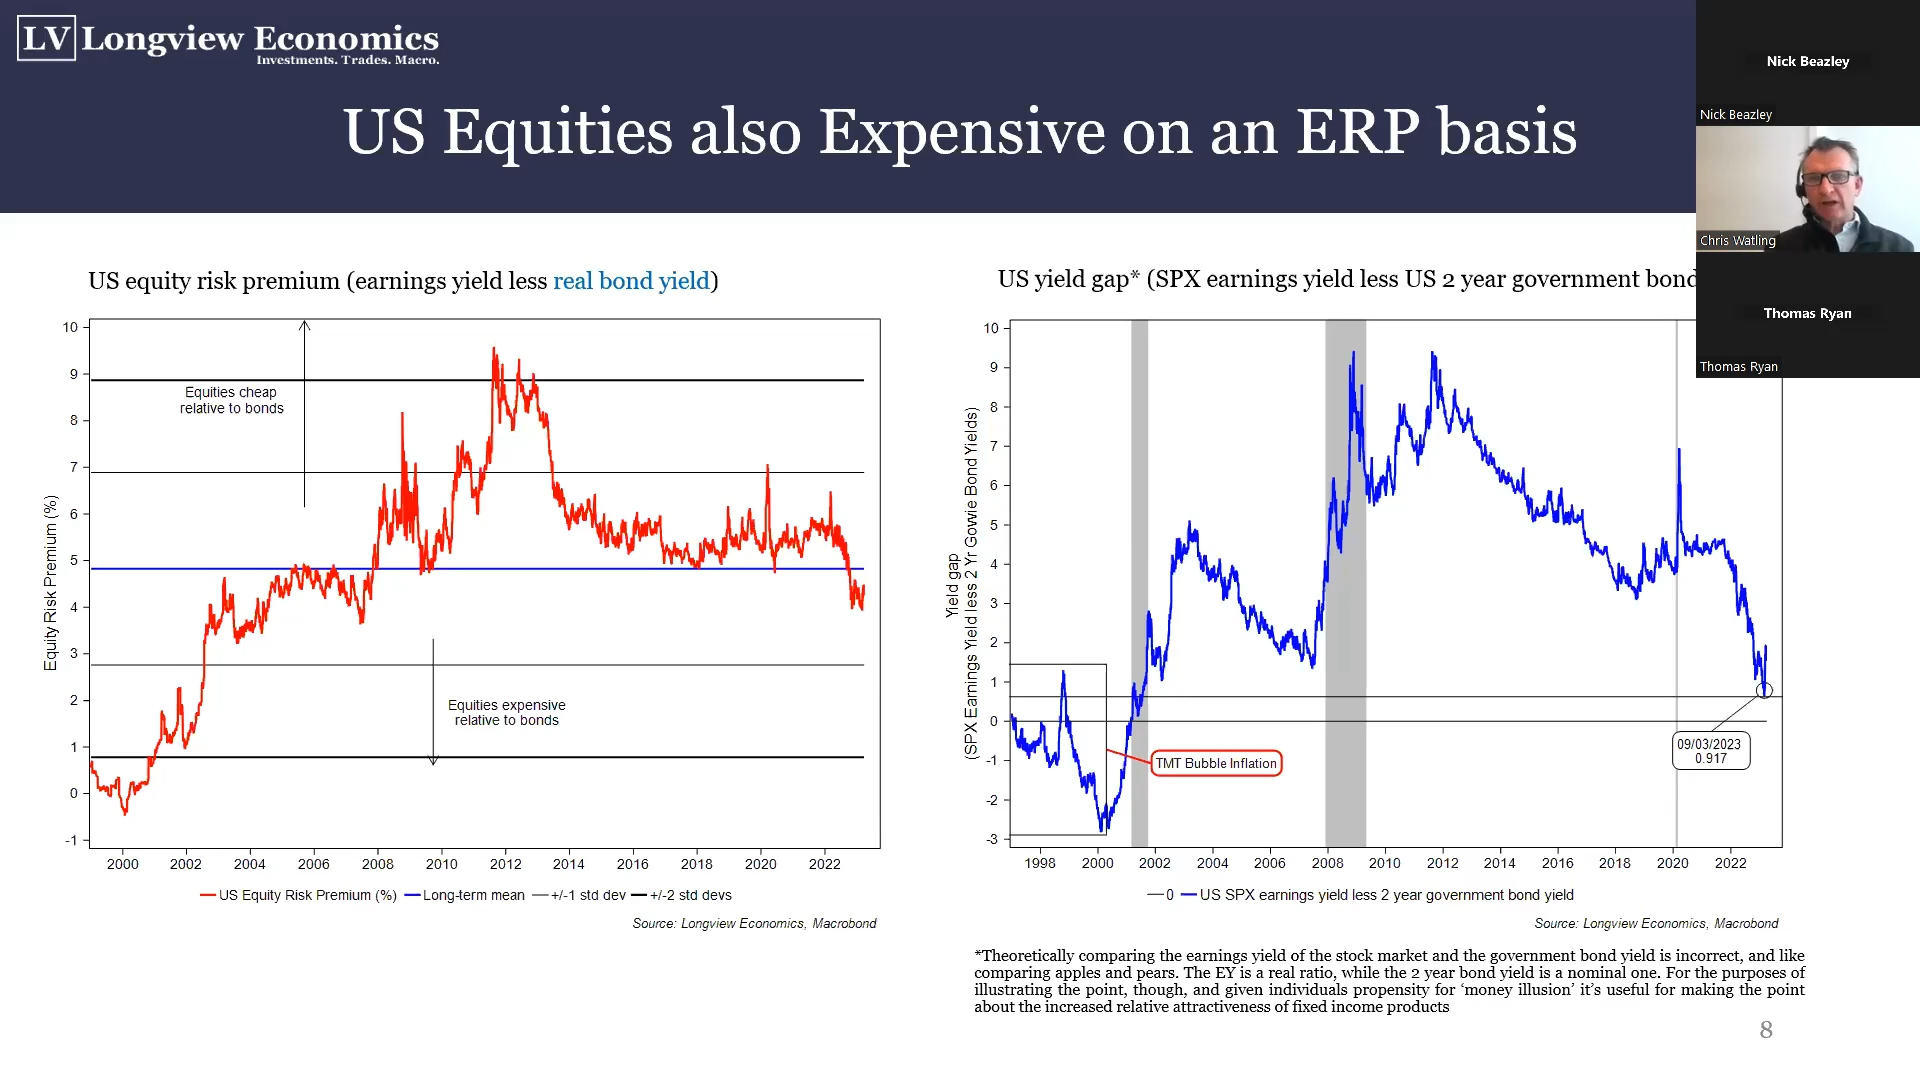 LV Longview Economics
Investments. Trades. Macro.
US Equities also Expensive on an ERP basis
Nick Beazley
Nick Beazley
Chris Watling
Thomas Ryan
Thomas Ryan
US equity risk premium (earnings yield less real bond yield)
Equity Risk Premium (%)
10
9
8
7
6
5
4
3
2
1
0
-1
Equities cheap
relative to bonds
Equities expensive
relative to bonds
2000 2002 2004 2006 2008 2010 2012 2014 2016 2018 2020 2022
US Equity Risk Premium (%) Long-term mean +/-1 std dev +/-2 std devs
Source: Longview Economics, Macrobond
US yield gap* (SPX earnings yield less US 2 year government bond
Yield gap
(SPX Earnings Yield less 2 Yr Govvie Bond Yields)
10
9
8
7
6
5
4
3
2
1
0
-1
-2
-3
TMT Bubble Inflation
09/03/2023
0.917
1998 2000 2002 2004 2006 2008 2010 2012 2014 2016 2018 2020 2022
0 US SPX earnings yield less 2 year government bond yield
Source: Longview Economics, Macrobond
*Theoretically comparing the earnings yield of the stock market and the government bond yield is incorrect, and like
comparing apples and pears. The EY is a real ratio, while the 2 year bond yield is a nominal one. For the purposes of
illustrating the point, though, and given individuals propensity for ‘money illusion’ it’s useful for making the point
about the increased relative attractiveness of fixed income products
8